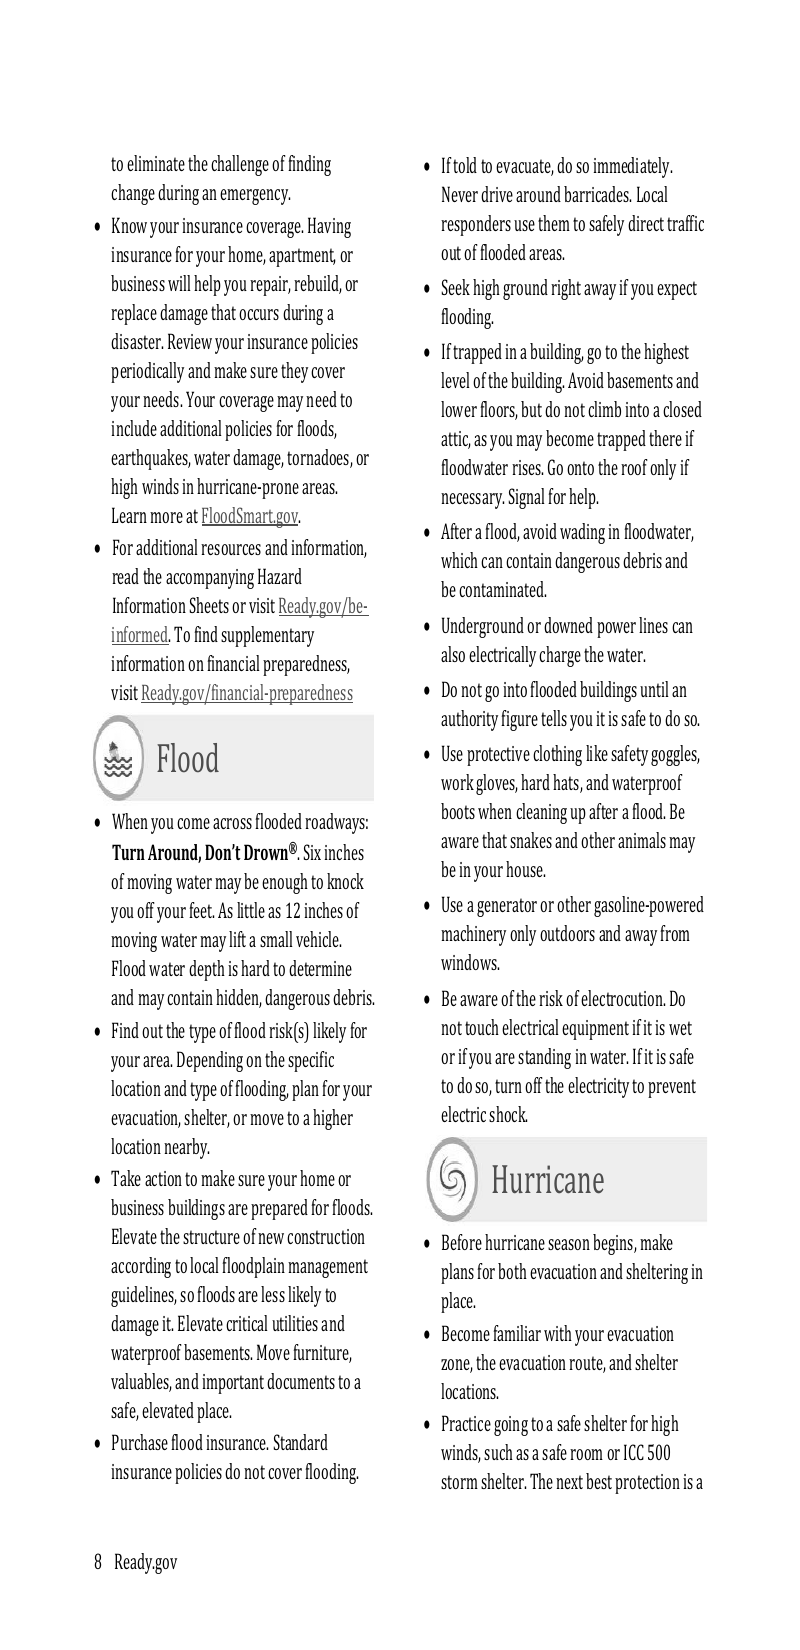 to eliminate the challenge of finding
change during an emergency.
• Know your insurance coverage. Having
insurance for your home, apartment, or
business will help you repair, rebuild, or
replace damage that occurs during a
disaster. Review your insurance policies
periodically and make sure they cover
your needs. Your coverage may need to
include additional policies for floods,
earthquakes, water damage, tornadoes, or
high winds in hurricane-prone areas.
Learn more at FloodSmart.gov.
• For additional resources and information,
read the accompanying Hazard
Information Sheets or visit Ready.gov/be-
informed. To find supplementary
information on financial preparedness,
visit Ready.gov/financial-preparedness
Flood
• When you come across flooded roadways:
Turn Around, Don’t Drown®. Six inches
of moving water may be enough to knock
you off your feet. As little as 12 inches of
moving water may lift a small vehicle.
Flood water depth is hard to determine
and may contain hidden, dangerous debris.
• Find out the type of flood risk(s) likely for
your area. Depending on the specific
location and type of flooding, plan for your
evacuation, shelter, or move to a higher
location nearby.
• Take action to make sure your home or
business buildings are prepared for floods.
Elevate the structure of new construction
according to local floodplain management
guidelines, so floods are less likely to
damage it. Elevate critical utilities and
waterproof basements. Move furniture,
valuables, and important documents to a
safe, elevated place.
• Purchase flood insurance. Standard
insurance policies do not cover flooding.
• If told to evacuate, do so immediately.
Never drive around barricades. Local
responders use them to safely direct traffic
out of flooded areas.
• Seek high ground right away if you expect
flooding.
• If trapped in a building, go to the highest
level of the building. Avoid basements and
lower floors, but do not climb into a closed
attic, as you may become trapped there if
floodwater rises. Go onto the roof only if
necessary. Signal for help.
• After a flood, avoid wading in floodwater,
which can contain dangerous debris and
be contaminated.
• Underground or downed power lines can
also electrically charge the water.
• Do not go into flooded buildings until an
authority figure tells you it is safe to do so.
• Use protective clothing like safety goggles,
work gloves, hard hats, and waterproof
boots when cleaning up after a flood. Be
aware that snakes and other animals may
be in your house.
• Use a generator or other gasoline-powered
machinery only outdoors and away from
windows.
• Be aware of the risk of electrocution. Do
not touch electrical equipment if it is wet
or if you are standing in water. If it is safe
to do so, turn off the electricity to prevent
electric shock.
Hurricane
• Before hurricane season begins, make
plans for both evacuation and sheltering in
place.
• Become familiar with your evacuation
zone, the evacuation route, and shelter
locations.
• Practice going to a safe shelter for high
winds, such as a safe room or ICC 500
storm shelter. The next best protection is a
8 Ready.gov